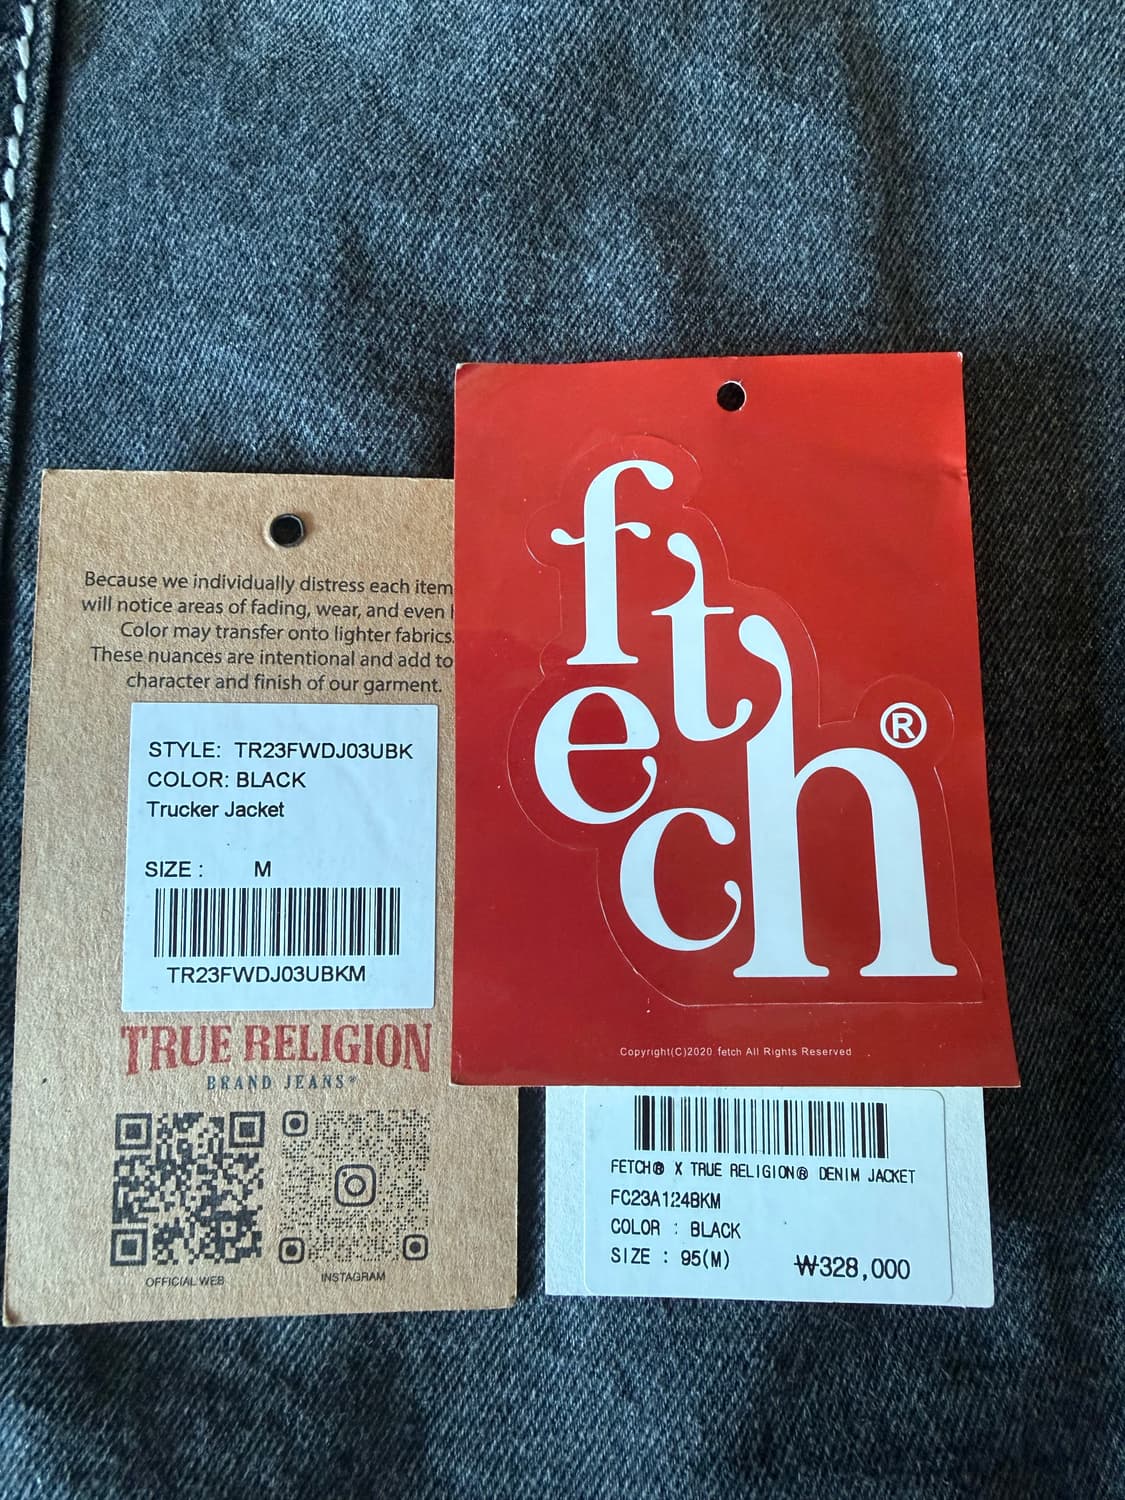 Because we individually distress each item
will notice areas of fading, wear, and even
Color may transfer onto lighter fabrics.
These nuances are intentional and add to
character and finish of our garment.
STYLE: TR23FWDJ03UBK
COLOR: BLACK
Trucker Jacket
SIZE : M
TR23FWDJ03UBKM
TRUE RELIGION
BRAND JEANS®
OFFICIAL WEB
INSTAGRAM
fetch®
Copyright(C)2020 fetch All Rights Reserved
FETCH® X TRUE RELIGION® DENIM JACKET
FC23A124BKM
COLOR : BLACK
SIZE : 95(M) ₩328,000